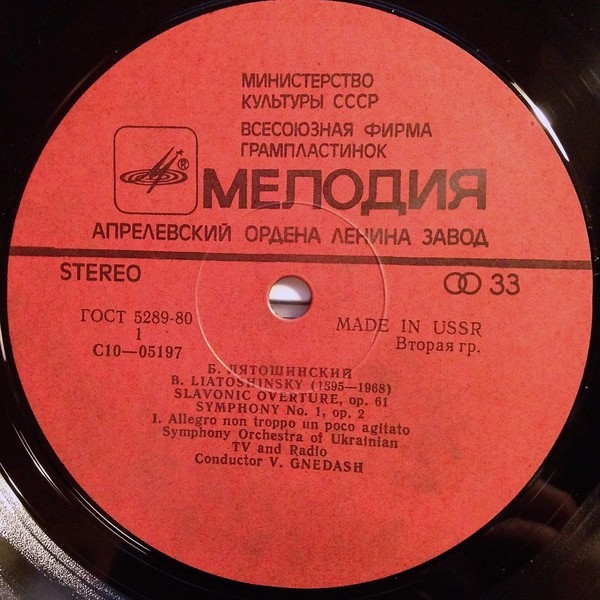 МИНИСТЕРСТВО
КУЛЬТУРЫ СССР
ВСЕСОЮЗНАЯ ФИРМА
ГРАМПЛАСТИНОК
®
МЕЛОДИЯ
АПРЕЛЕВСКИЙ ОРДЕНА ЛЕНИНА ЗАВОД
STEREO
33
ГОСТ 5289-80
1
С10—05197
MADE IN USSR
Вторая гр.
Б. ЛЯТОШИНСКИЙ
B. LIATOSHINSKY (1895—1968)
SLAVONIC OVERTURE, op. 61
SYMPHONY No. 1, op. 2
I. Allegro non troppo un poco agitato
Symphony Orchestra of Ukrainian
TV and Radio
Conductor V. GNEDASH